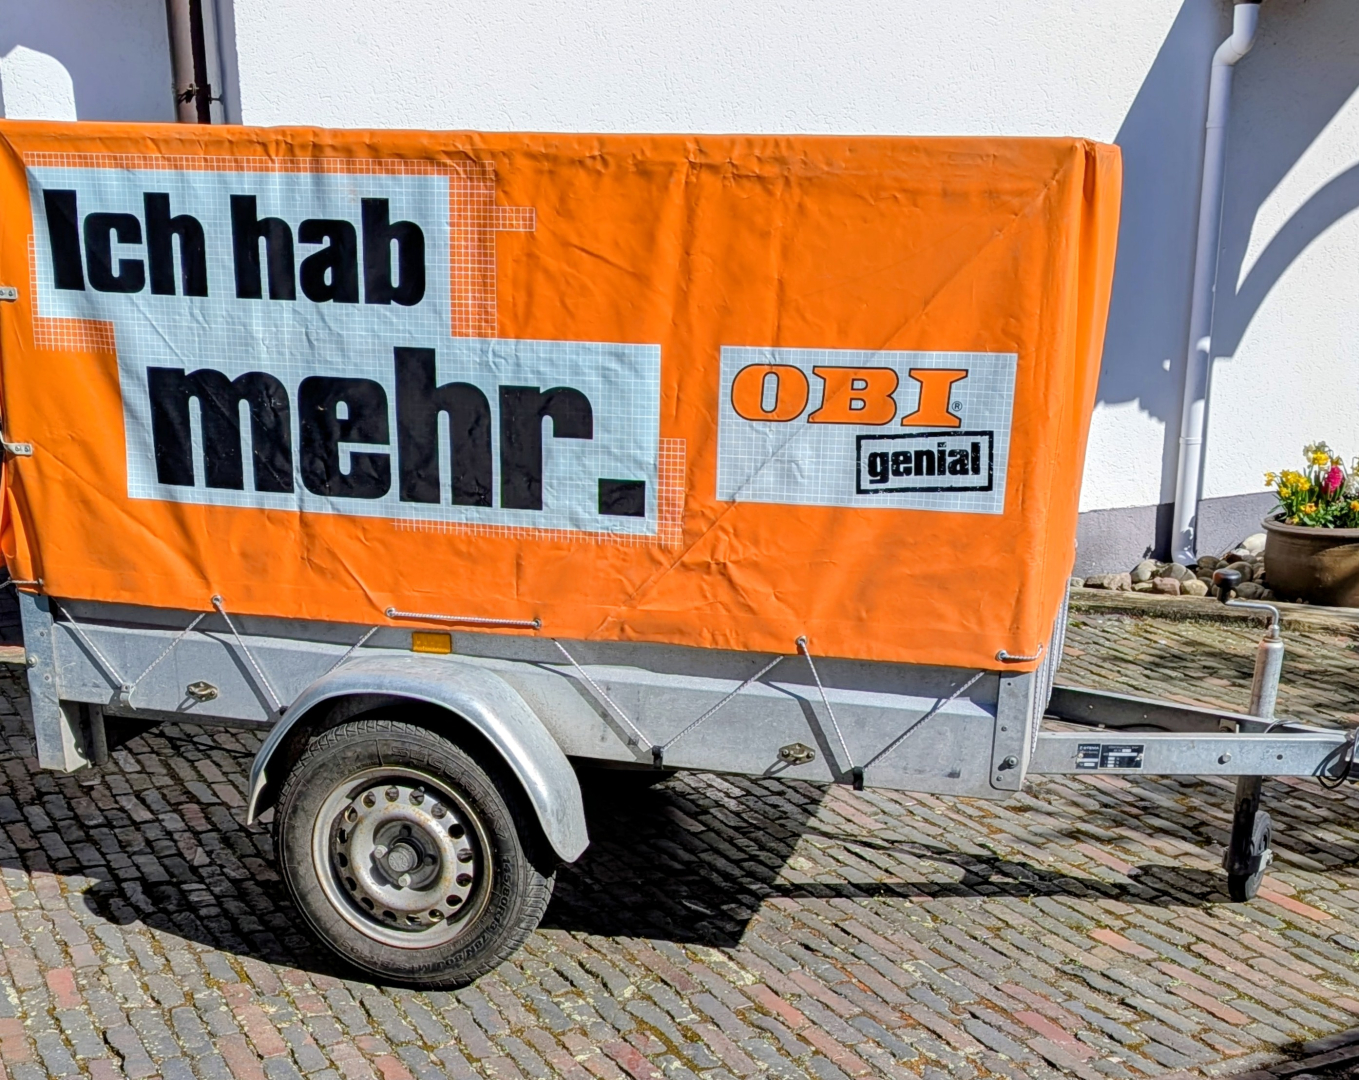 Ich hab
mehr.
OBI®
genial